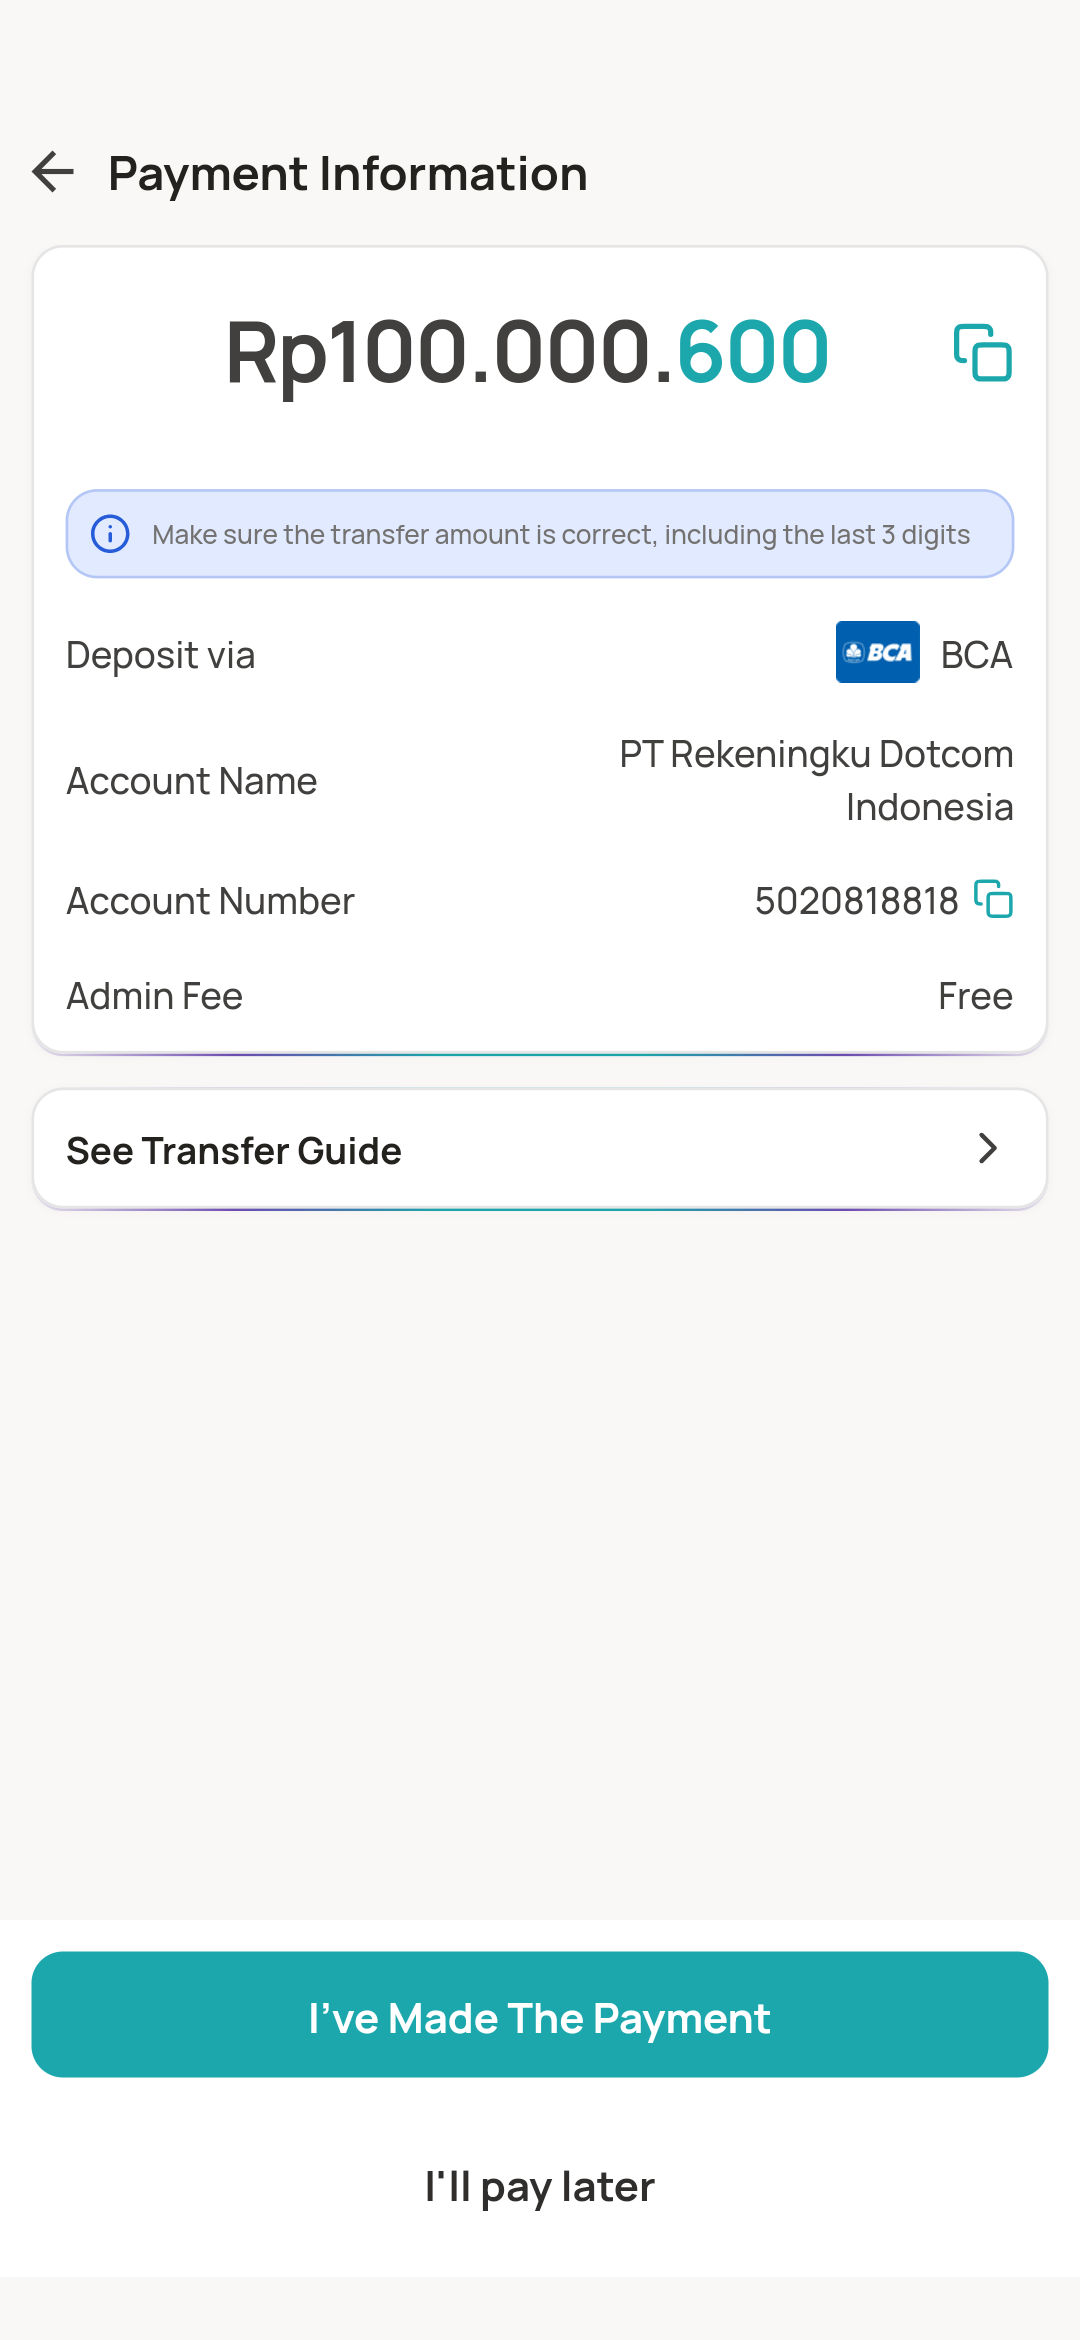 Payment Information
Rp100.000.600
Make sure the transfer amount is correct, including the last 3 digits
Deposit via BCA BCA
Account Name PT Rekeningku Dotcom
Indonesia
Account Number 5020818818
Admin Fee Free
See Transfer Guide
I’ve Made The Payment
I'll pay later